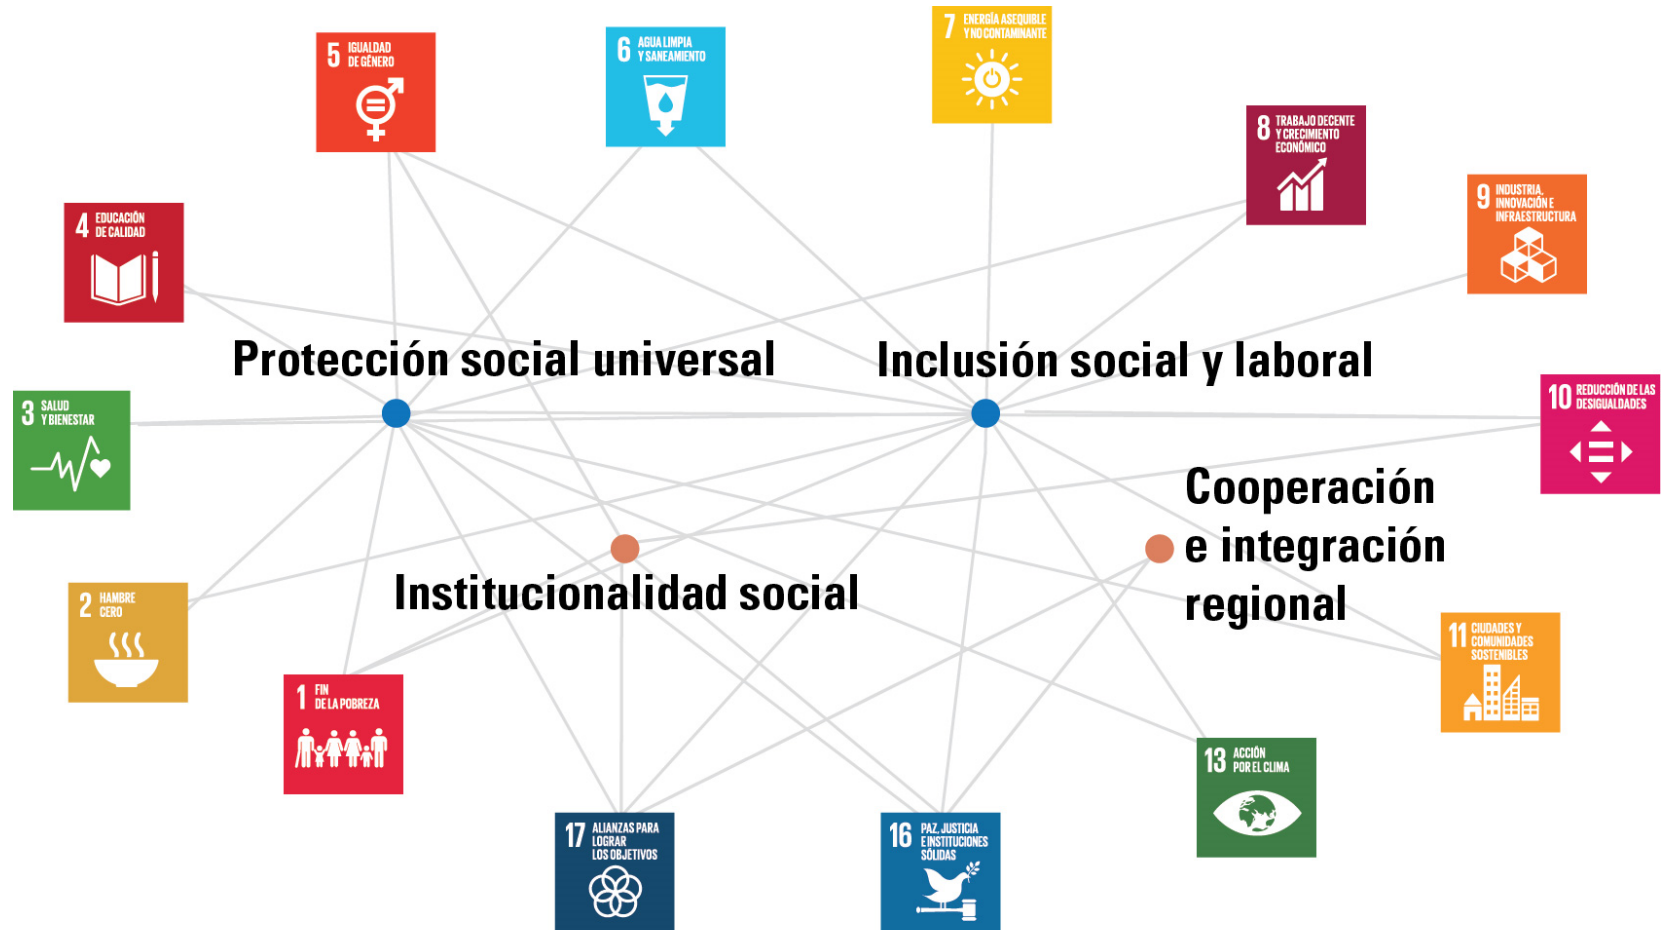 5 IGUALDAD
DE GÉNERO
6 AGUA LIMPIA
Y SANEAMIENTO
7 ENERGÍA ASEQUIBLE
Y NO CONTAMINANTE
8 TRABAJO DECENTE
Y CRECIMIENTO
ECONÓMICO
4 EDUCACIÓN
DE CALIDAD
9 INDUSTRIA,
INNOVACIÓN E
INFRAESTRUCTURA
Protección social universal
Inclusión social y laboral
3 SALUD
Y BIENESTAR
10 REDUCCIÓN DE LAS
DESIGUALDADES
Cooperación
e integración
regional
Institucionalidad social
2 HAMBRE
CERO
11 CIUDADES Y
COMUNIDADES
SOSTENIBLES
1 FIN
DE LA POBREZA
13 ACCIÓN
POR EL CLIMA
17 ALIANZAS PARA
LOGRAR
LOS OBJETIVOS
16 PAZ, JUSTICIA
E INSTITUCIONES
SÓLIDAS